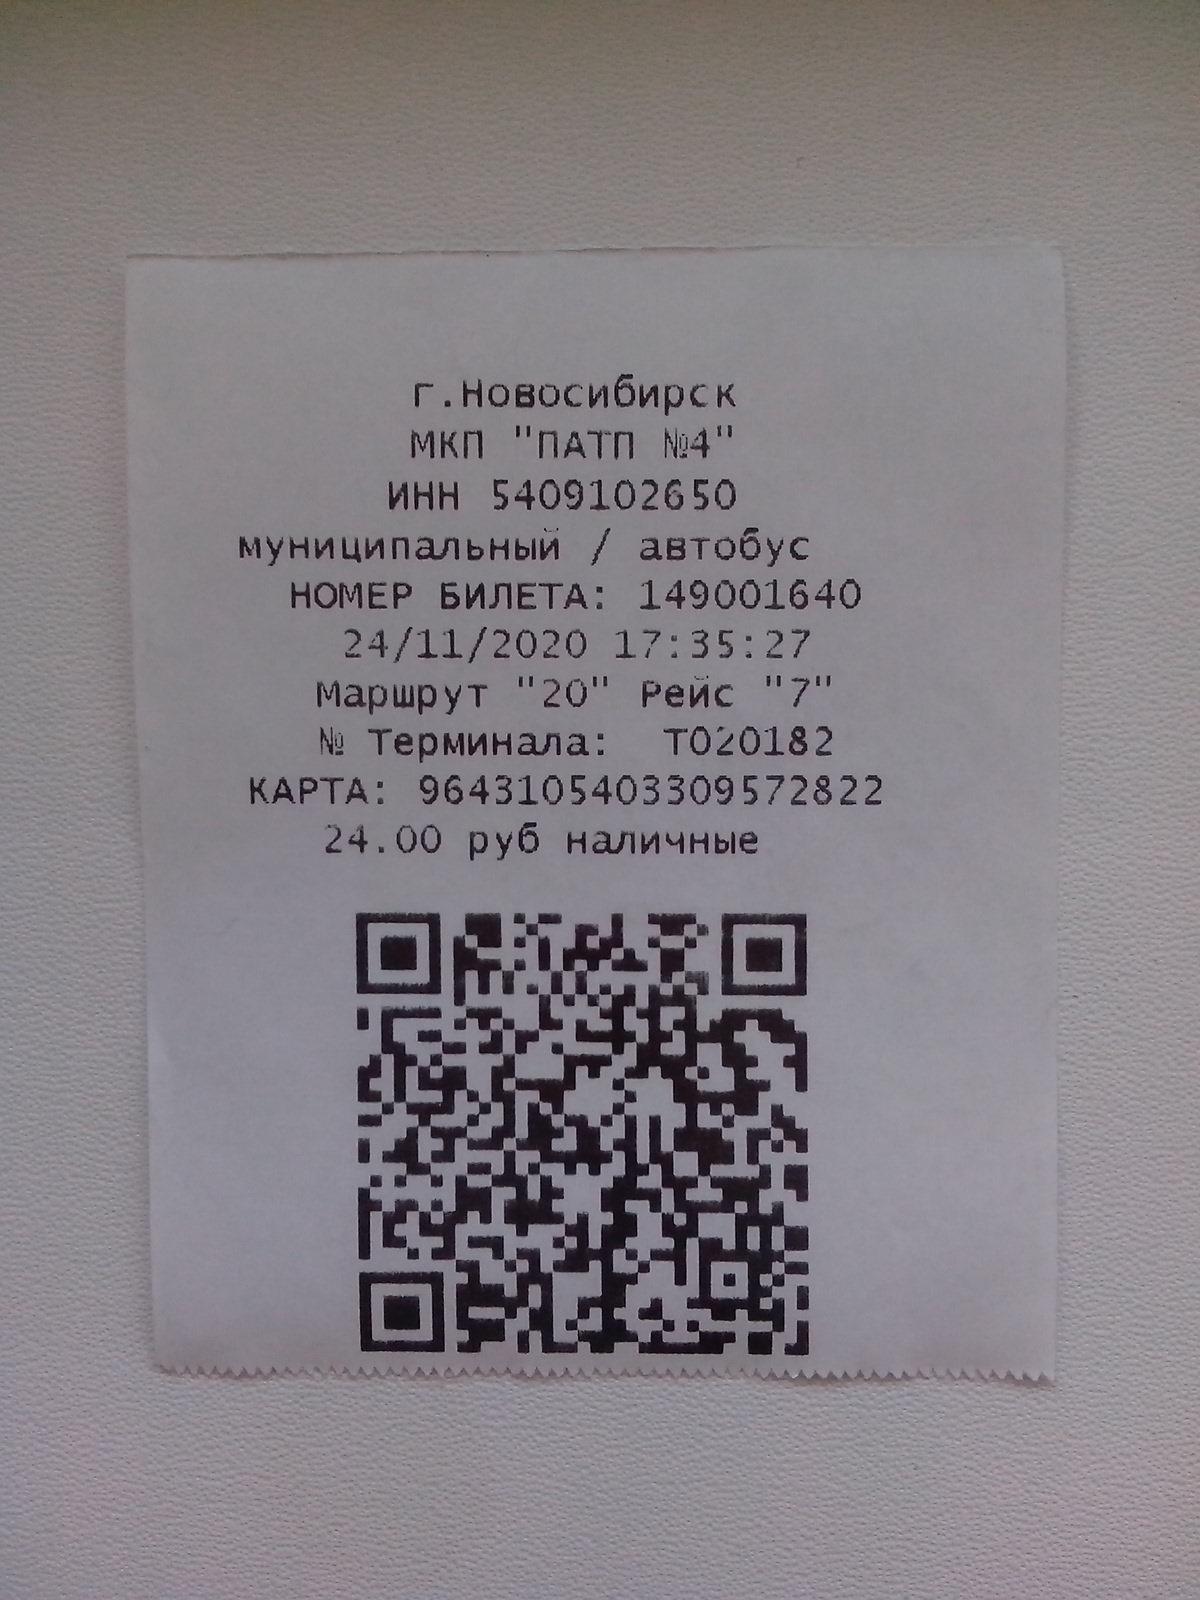 г.Новосибирск
МКП "ПАТП №4"
ИНН 5409102650
муниципальный / автобус
НОМЕР БИЛЕТА: 149001640
24/11/2020 17:35:27
Маршрут "20" Рейс "7"
№ Терминала: Т020182
КАРТА: 9643105403309572822
24.00 руб наличные